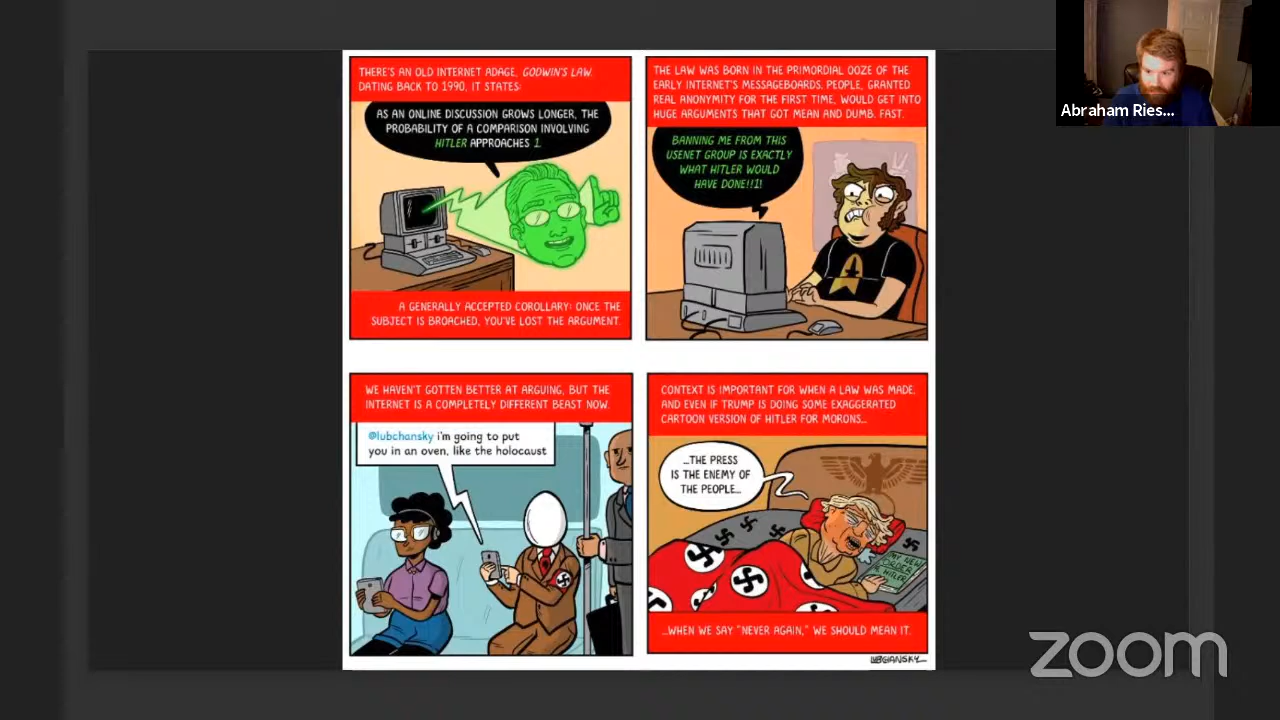 THERE'S AN OLD INTERNET ADAGE, GODWIN'S LAW.
DATING BACK TO 1990, IT STATES:
AS AN ONLINE DISCUSSION GROWS LONGER, THE
PROBABILITY OF A COMPARISON INVOLVING
HITLER APPROACHES 1.
A GENERALLY ACCEPTED COROLLARY: ONCE THE
SUBJECT IS BROACHED, YOU'VE LOST THE ARGUMENT.
THE LAW WAS BORN IN THE PRIMORDIAL OOZE OF THE
EARLY INTERNET'S MESSAGEBOARDS. PEOPLE, GRANTED
REAL ANONYMITY FOR THE FIRST TIME, WOULD GET INTO
HUGE ARGUMENTS THAT GOT MEAN AND DUMB. FAST.
BANNING ME FROM THIS
USENET GROUP IS EXACTLY
WHAT HITLER WOULD
HAVE DONE!!1!
WE HAVEN'T GOTTEN BETTER AT ARGUING, BUT THE
INTERNET IS A COMPLETELY DIFFERENT BEAST NOW.
@lubchansky i'm going to put
you in an oven, like the holocaust
CONTEXT IS IMPORTANT FOR WHEN A LAW WAS MADE.
AND EVEN IF TRUMP IS DOING SOME EXAGGERATED
CARTOON VERSION OF HITLER FOR MORONS...
...THE PRESS
IS THE ENEMY OF
THE PEOPLE...
MY NEW
ORDER
HITLER
...WHEN WE SAY "NEVER AGAIN," WE SHOULD MEAN IT.
LUBCHANSKY
Abraham Ries...
zoom